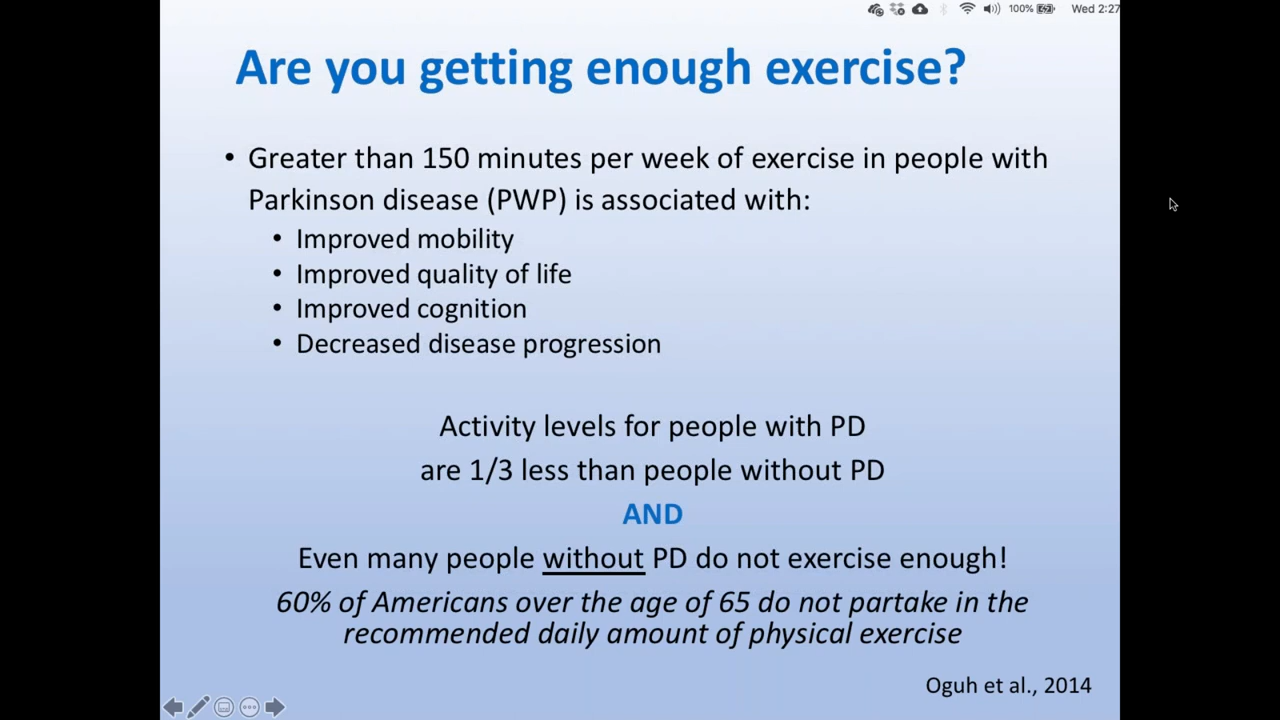 100% Wed 2:27
Are you getting enough exercise?
• Greater than 150 minutes per week of exercise in people with
Parkinson disease (PWP) is associated with:
• Improved mobility
• Improved quality of life
• Improved cognition
• Decreased disease progression
Activity levels for people with PD
are 1/3 less than people without PD
AND
Even many people without PD do not exercise enough!
60% of Americans over the age of 65 do not partake in the
recommended daily amount of physical exercise
Oguh et al., 2014